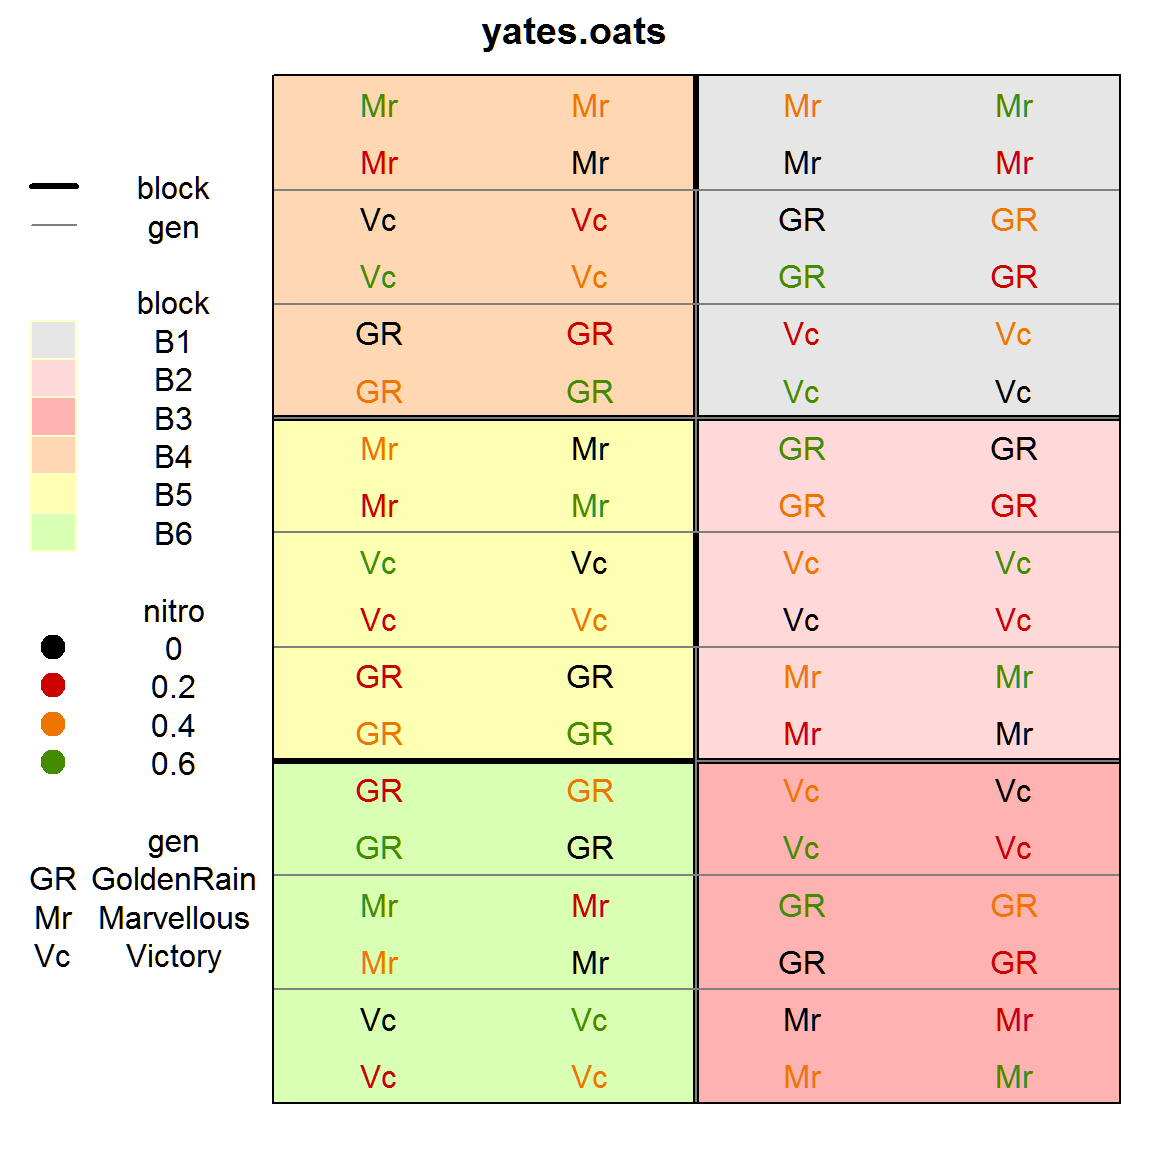 yates.oats
block
gen
block
B1
B2
B3
B4
B5
B6
nitro
0
0.2
0.4
0.6
gen
GR GoldenRain
Mr Marvellous
Vc Victory
Mr Mr Mr Mr
Mr Mr Mr Mr
Vc Vc GR GR
Vc Vc GR GR
GR GR Vc Vc
GR GR Vc Vc
Mr Mr GR GR
Mr Mr GR GR
Vc Vc Vc Vc
Vc Vc Vc Vc
GR GR Mr Mr
GR GR Mr Mr
GR GR Vc Vc
GR GR Vc Vc
Mr Mr GR GR
Mr Mr GR GR
Vc Vc Mr Mr
Vc Vc Mr Mr